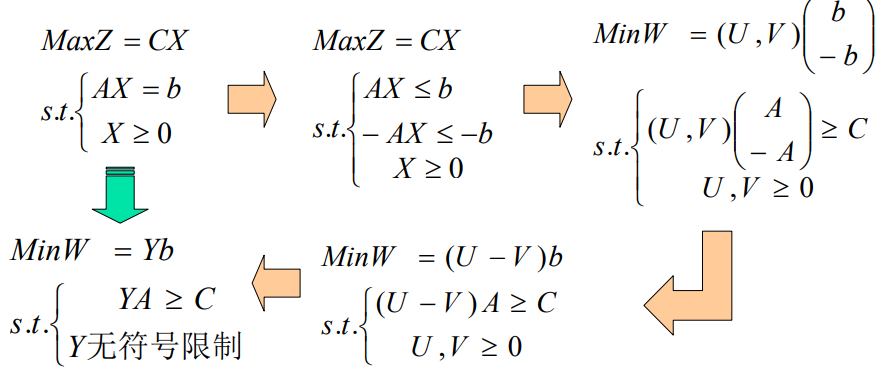 MaxZ = CX
s.t. { AX = b
X ≥ 0
MaxZ = CX
s.t. { AX ≤ b
− AX ≤ −b
X ≥ 0
MinW = (U ,V) ( b
− b )
s.t. { (U ,V) ( A
− A ) ≥ C
U ,V ≥ 0
MinW = (U − V)b
s.t. { (U − V) A ≥ C
U ,V ≥ 0
MinW = Yb
s.t. { YA ≥ C
Y无符号限制